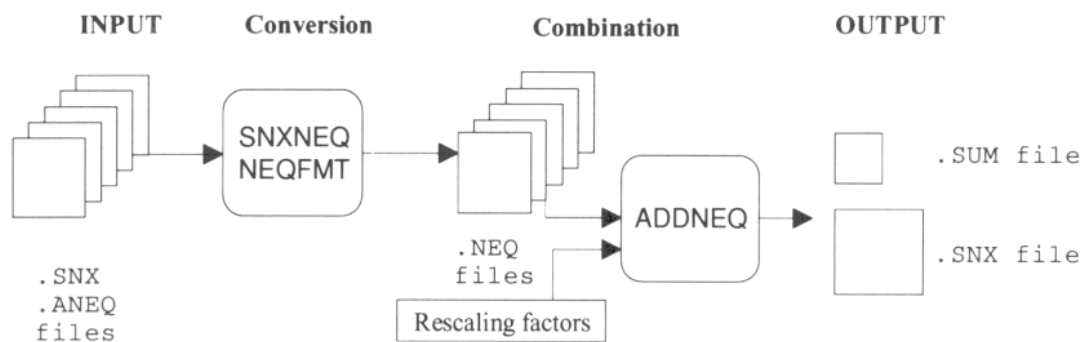 INPUT
Conversion
Combination
OUTPUT
SNXNEQ
NEQFMT
ADDNEQ
.SUM file
.SNX file
.NEQ
files
.SNX
.ANEQ
files
Rescaling factors